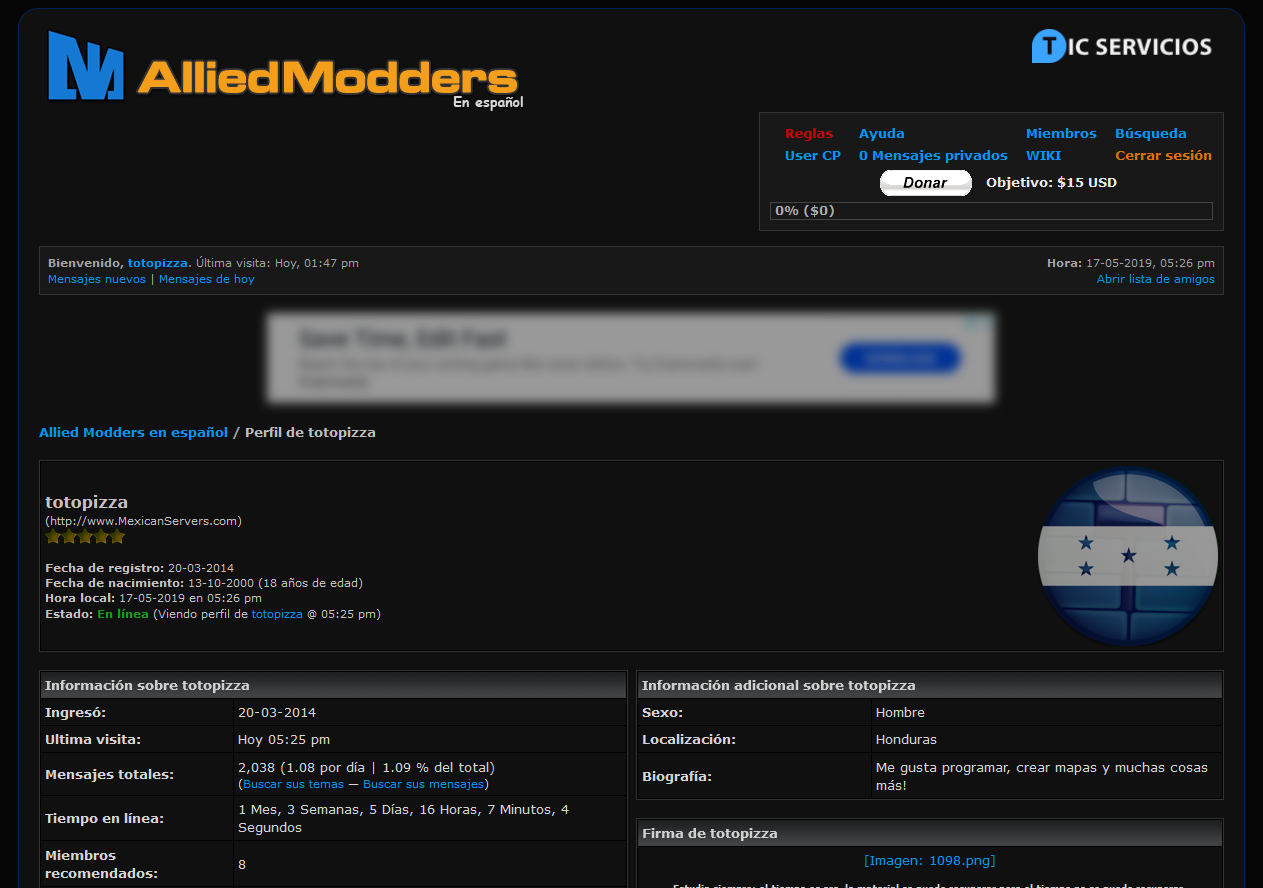 AlliedModders
En español
TIC SERVICIOS
Reglas Ayuda Miembros Búsqueda
User CP 0 Mensajes privados WIKI Cerrar sesión
Donar Objetivo: $15 USD
0% ($0)
Bienvenido, totopizza. Última visita: Hoy, 01:47 pm
Mensajes nuevos | Mensajes de hoy
Hora: 17-05-2019, 05:26 pm
Abrir lista de amigos
Save Time, Edit Fast
Allied Modders en español / Perfil de totopizza
totopizza
(http://www.MexicanServers.com)
Fecha de registro: 20-03-2014
Fecha de nacimiento: 13-10-2000 (18 años de edad)
Hora local: 17-05-2019 en 05:26 pm
Estado: En línea (Viendo perfil de totopizza @ 05:25 pm)
Información sobre totopizza
Ingresó: 20-03-2014
Ultima visita: Hoy 05:25 pm
Mensajes totales: 2,038 (1.08 por día | 1.09 % del total)
(Buscar sus temas — Buscar sus mensajes)
Tiempo en línea: 1 Mes, 3 Semanas, 5 Días, 16 Horas, 7 Minutos, 4
Segundos
Miembros
recomendados: 8
Información adicional sobre totopizza
Sexo: Hombre
Localización: Honduras
Biografía: Me gusta programar, crear mapas y muchas cosas
más!
Firma de totopizza
[Imagen: 1098.png]